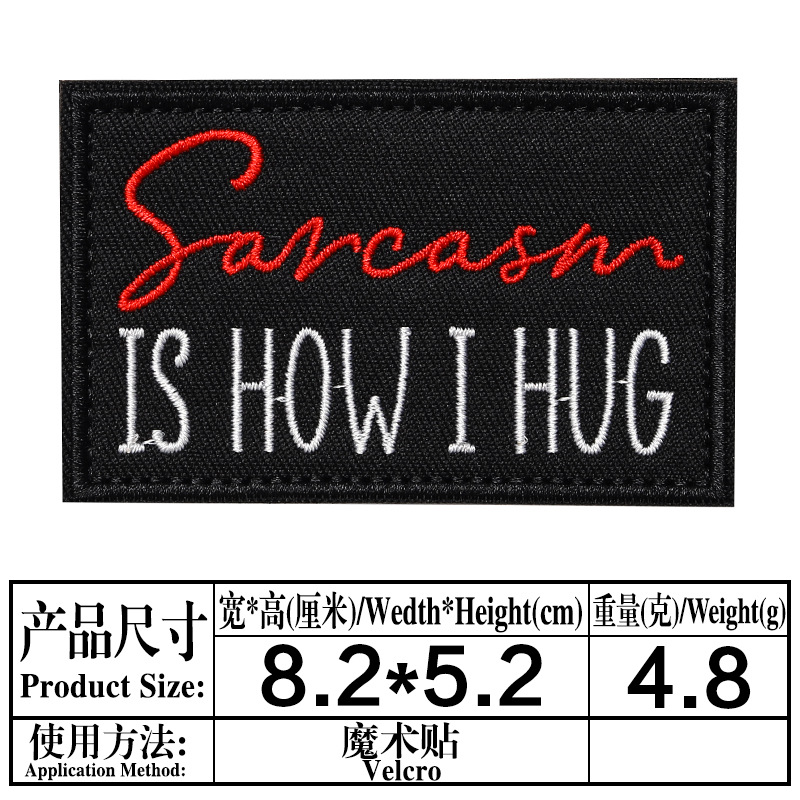 Sarcasm
IS HOW I HUG
产品尺寸
Product Size:
宽*高(厘米)/Wedth*Height(cm)
重量(克)/Weight(g)
8.2*5.2
4.8
使用方法:
Application Method:
魔术贴
Velcro